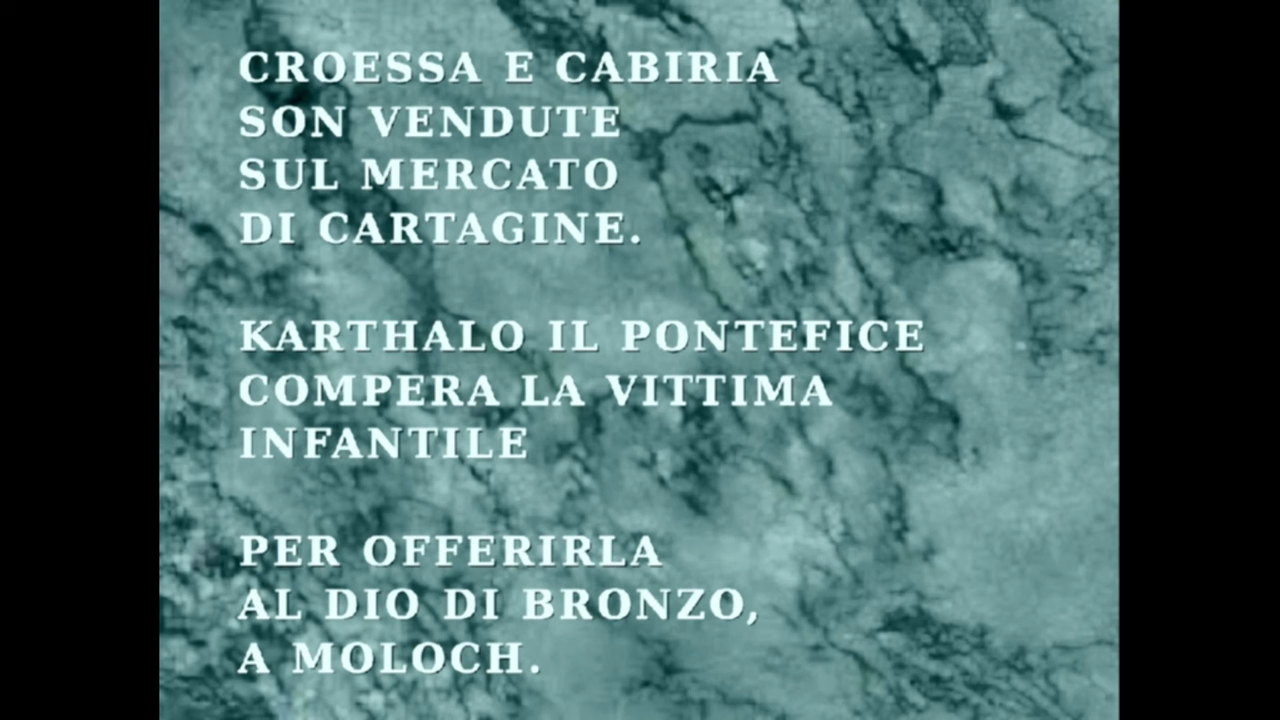 CROESSA E CABIRIA
SON VENDUTE
SUL MERCATO
DI CARTAGINE.
KARTHALO IL PONTEFICE
COMPERA LA VITTIMA
INFANTILE
PER OFFERIRLA
AL DIO DI BRONZO,
A MOLOCH.